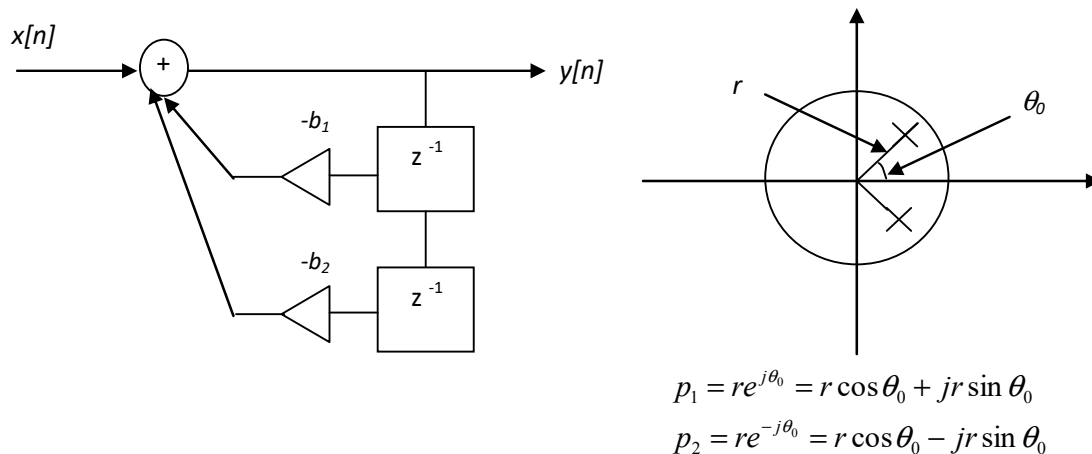 x[n]
+
y[n]
-b₁
z ⁻¹
-b₂
z ⁻¹
r
θ₀
p₁ = re^{jθ₀} = r cos θ₀ + jr sin θ₀
p₂ = re^{-jθ₀} = r cos θ₀ − jr sin θ₀